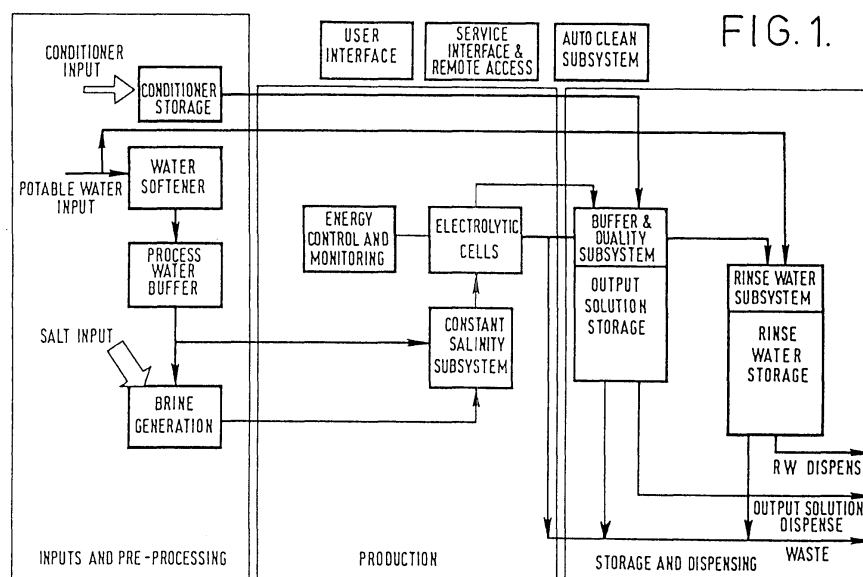 FIG. 1.
USER
INTERFACE
SERVICE
INTERFACE &
REMOTE ACCESS
AUTO CLEAN
SUBSYSTEM
CONDITIONER
INPUT
CONDITIONER
STORAGE
POTABLE WATER
INPUT
WATER
SOFTENER
PROCESS
WATER
BUFFER
SALT INPUT
BRINE
GENERATION
INPUTS AND PRE-PROCESSING
ENERGY
CONTROL AND
MONITORING
ELECTROLYTIC
CELLS
CONSTANT
SALINITY
SUBSYSTEM
PRODUCTION
BUFFER &
QUALITY
SUBSYSTEM
OUTPUT
SOLUTION
STORAGE
RINSE WATER
SUBSYSTEM
RINSE
WATER
STORAGE
RW DISPENS
OUTPUT SOLUTION
DISPENSE
WASTE
STORAGE AND DISPENSING